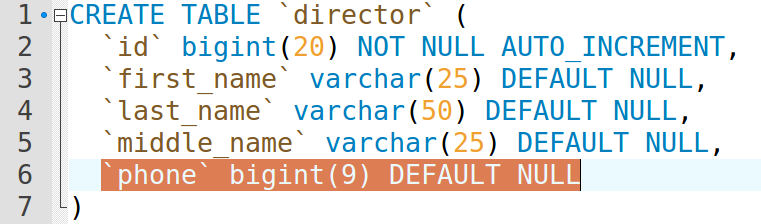 1 CREATE TABLE `director` (
2 `id` bigint(20) NOT NULL AUTO_INCREMENT,
3 `first_name` varchar(25) DEFAULT NULL,
4 `last_name` varchar(50) DEFAULT NULL,
5 `middle_name` varchar(25) DEFAULT NULL,
6 `phone` bigint(9) DEFAULT NULL
7 )